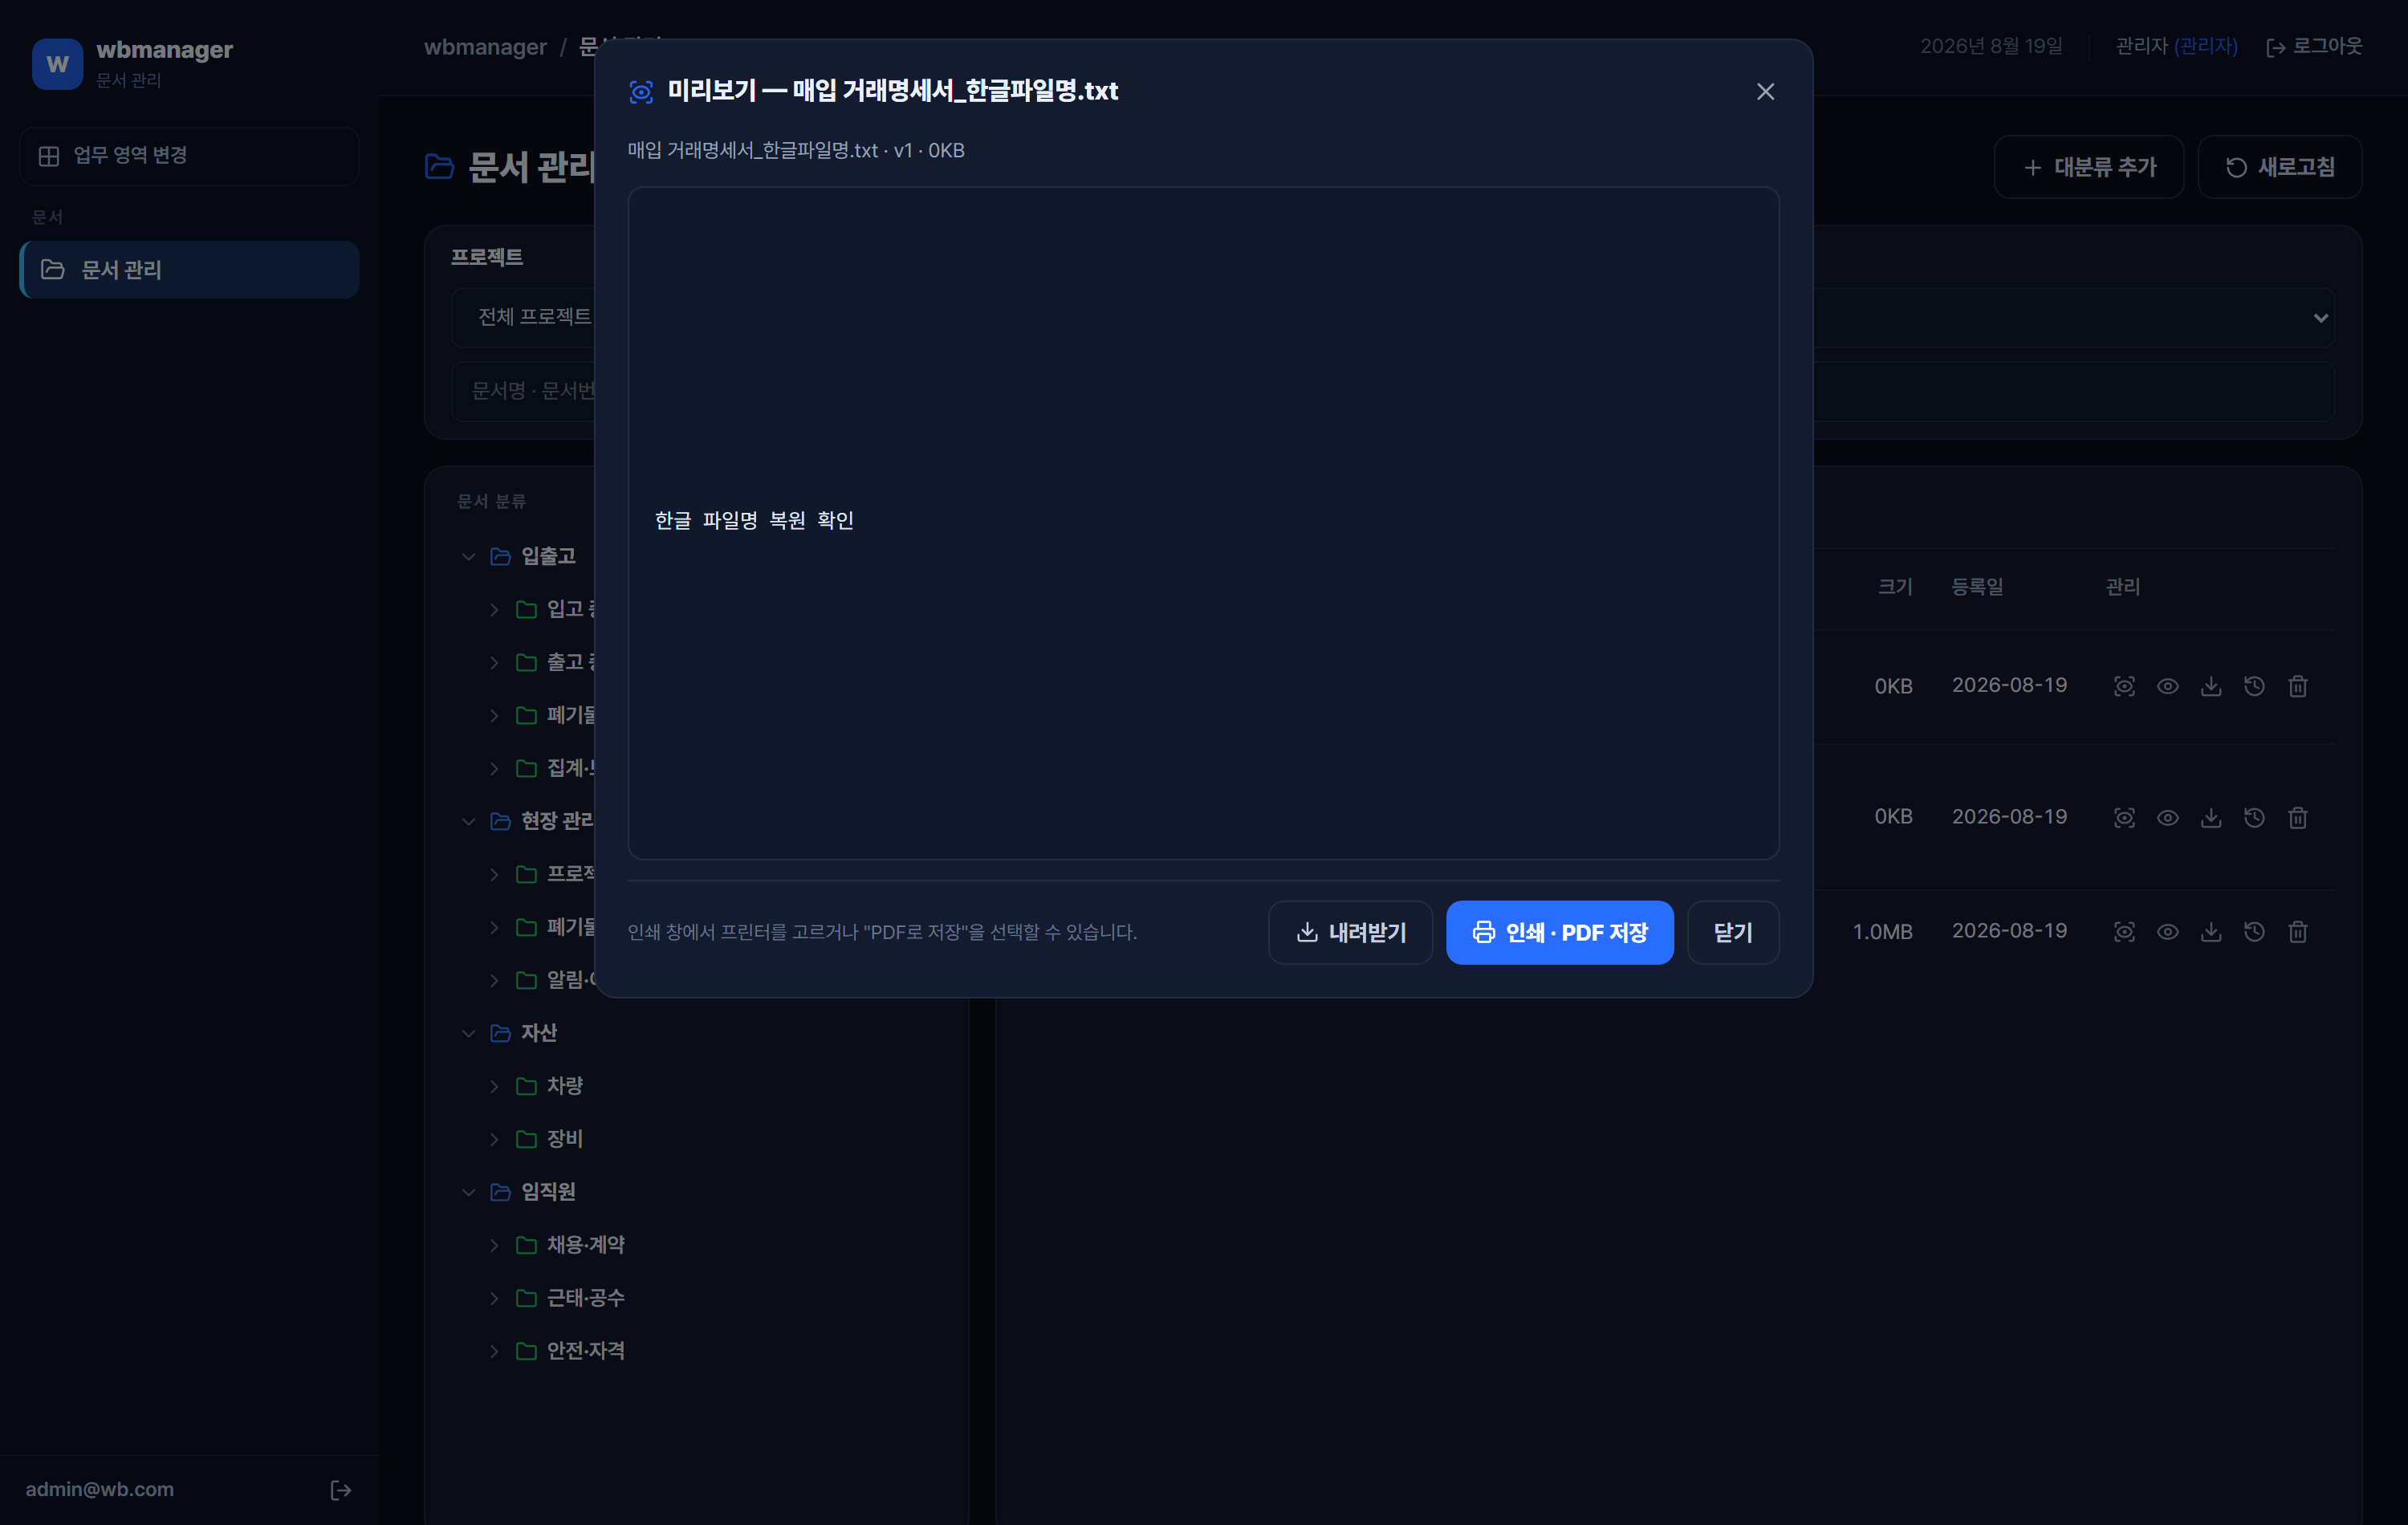 W
wbmanager
문서 관리
업무 영역 변경
문서
문서 관리
admin@wb.com
wbmanager /
2026년 8월 19일
관리자 (관리자)
로그아웃
문서 관리
대분류 추가
새로고침
프로젝트
전체 프로젝트
문서명 · 문서번
문서 분류
입출고
입고
출고
폐기물
집계·
현장 관리
프로젝
폐기물
알림·
자산
차량
장비
임직원
채용·계약
근태·공수
안전·자격
크기 등록일 관리
0KB 2026-08-19
0KB 2026-08-19
1.0MB 2026-08-19
미리보기 — 매입 거래명세서_한글파일명.txt
매입 거래명세서_한글파일명.txt · v1 · 0KB
한글 파일명 복원 확인
인쇄 창에서 프린터를 고르거나 "PDF로 저장"을 선택할 수 있습니다.
내려받기
인쇄 · PDF 저장
닫기